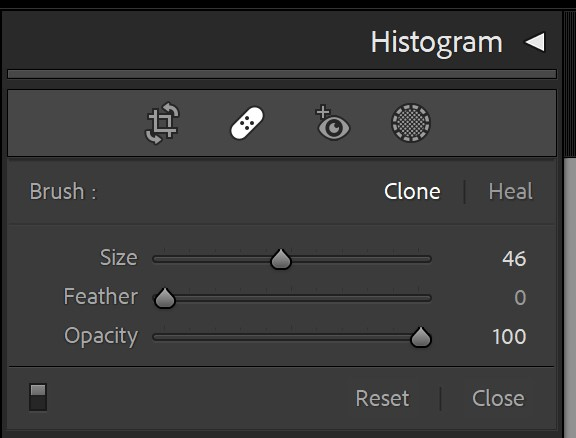 Histogram
Brush : Clone Heal
Size 46
Feather 0
Opacity 100
Reset Close